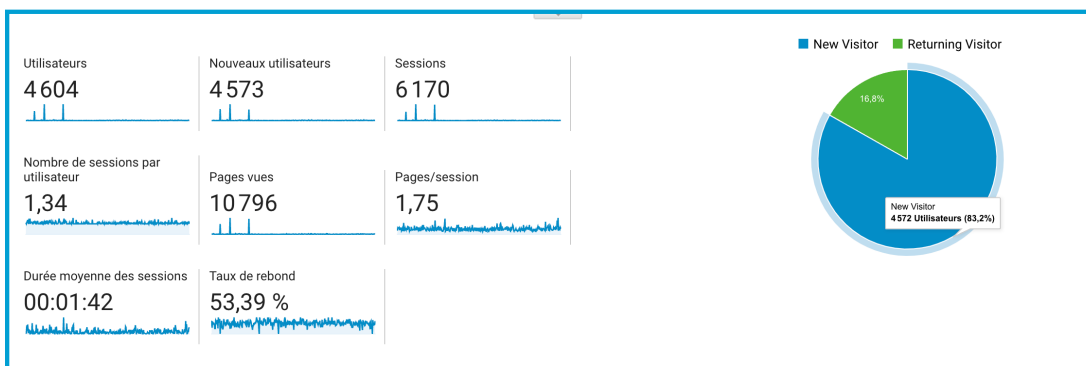 Utilisateurs
4 604
Nouveaux utilisateurs
4 573
Sessions
6 170
Nombre de sessions par
utilisateur
1,34
Pages vues
10 796
Pages/session
1,75
Durée moyenne des sessions
00:01:42
Taux de rebond
53,39 %
New Visitor
Returning Visitor
16,8%
New Visitor
4 572 Utilisateurs (83,2%)